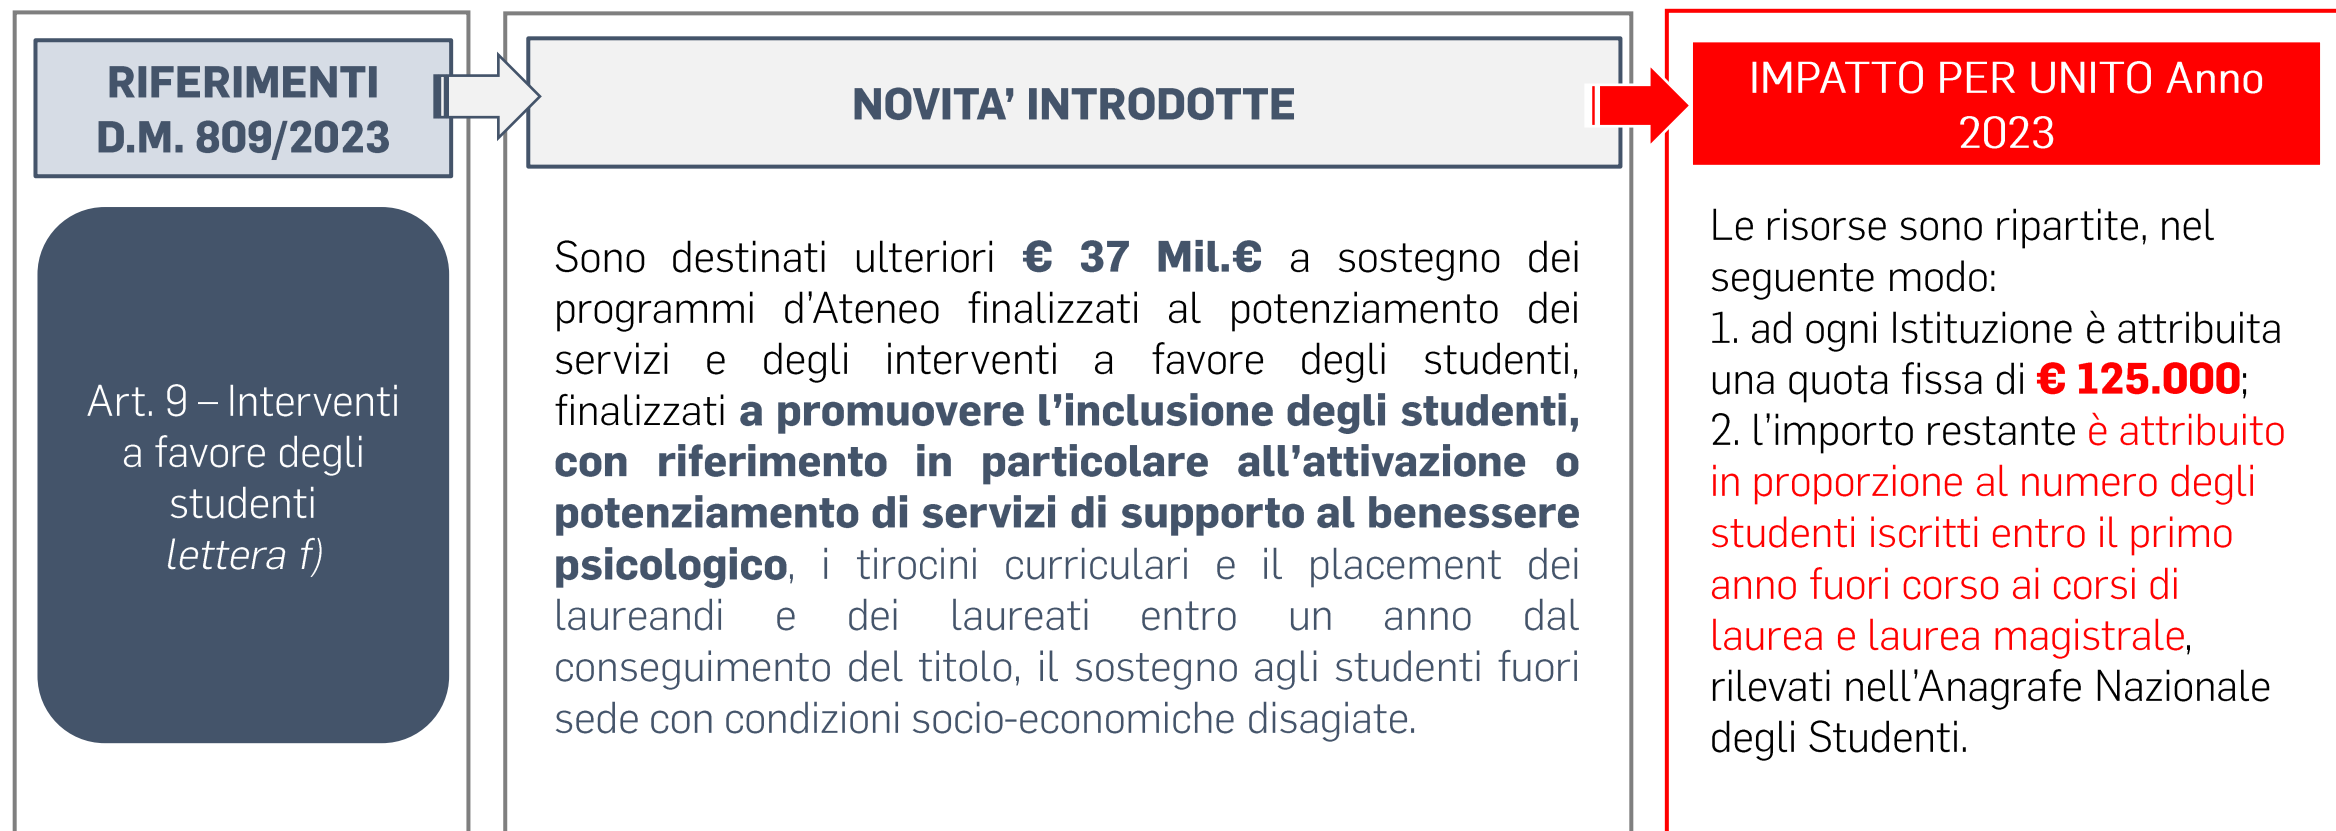 RIFERIMENTI
D.M. 809/2023
Art. 9 – Interventi
a favore degli
studenti
lettera f)
NOVITA’ INTRODOTTE
Sono destinati ulteriori € 37 Mil.€ a sostegno dei
programmi d’Ateneo finalizzati al potenziamento dei
servizi e degli interventi a favore degli studenti,
finalizzati a promuovere l’inclusione degli studenti,
con riferimento in particolare all’attivazione o
potenziamento di servizi di supporto al benessere
psicologico, i tirocini curriculari e il placement dei
laureandi e dei laureati entro un anno dal
conseguimento del titolo, il sostegno agli studenti fuori
sede con condizioni socio-economiche disagiate.
IMPATTO PER UNITO Anno
2023
Le risorse sono ripartite, nel
seguente modo:
1. ad ogni Istituzione è attribuita
una quota fissa di € 125.000;
2. l’importo restante è attribuito
in proporzione al numero degli
studenti iscritti entro il primo
anno fuori corso ai corsi di
laurea e laurea magistrale,
rilevati nell’Anagrafe Nazionale
degli Studenti.